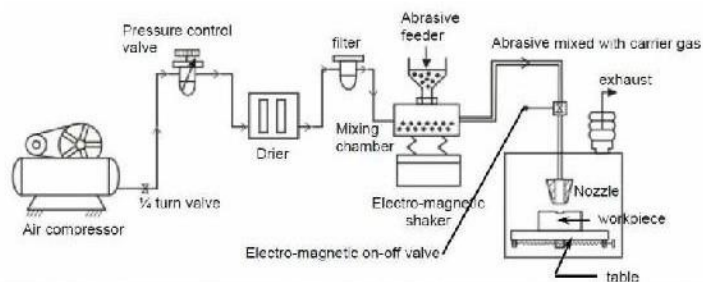 Pressure control
valve
filter
Abrasive
feeder
Abrasive mixed with carrier gas
exhaust
Drier
Mixing
chamber
¼ turn valve
Air compressor
Electro-magnetic
shaker
Nozzle
workpiece
Electro-magnetic on-off valve
table